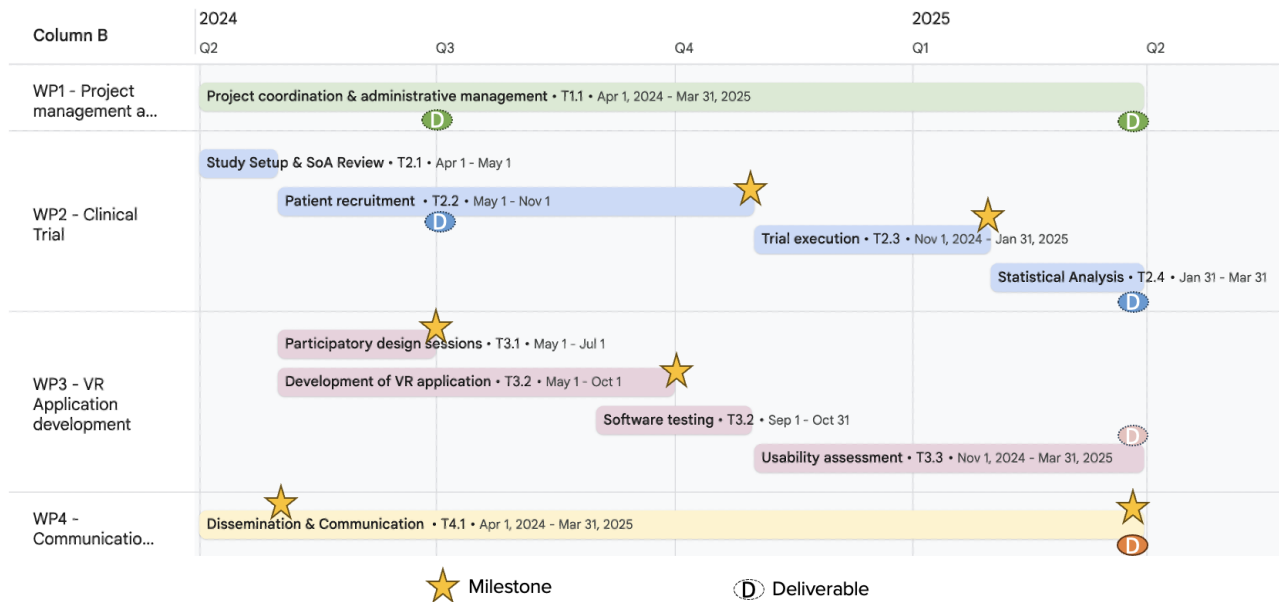 2024 2025
Column B
Q2 Q3 Q4 Q1 Q2
WP1 - Project
management a...
Project coordination & administrative management • T1.1 • Apr 1, 2024 - Mar 31, 2025
D D
Study Setup & SoA Review • T2.1 • Apr 1 - May 1
Patient recruitment • T2.2 • May 1 - Nov 1
D
WP2 - Clinical
Trial
Trial execution • T2.3 • Nov 1, 2024 - Jan 31, 2025
Statistical Analysis • T2.4 • Jan 31 - Mar 31
D
Participatory design sessions • T3.1 • May 1 - Jul 1
Development of VR application • T3.2 • May 1 - Oct 1
WP3 - VR
Application
development
Software testing • T3.2 • Sep 1 - Oct 31
D
Usability assessment • T3.3 • Nov 1, 2024 - Mar 31, 2025
WP4 -
Communicatio...
Dissemination & Communication • T4.1 • Apr 1, 2024 - Mar 31, 2025
D
Milestone
D Deliverable